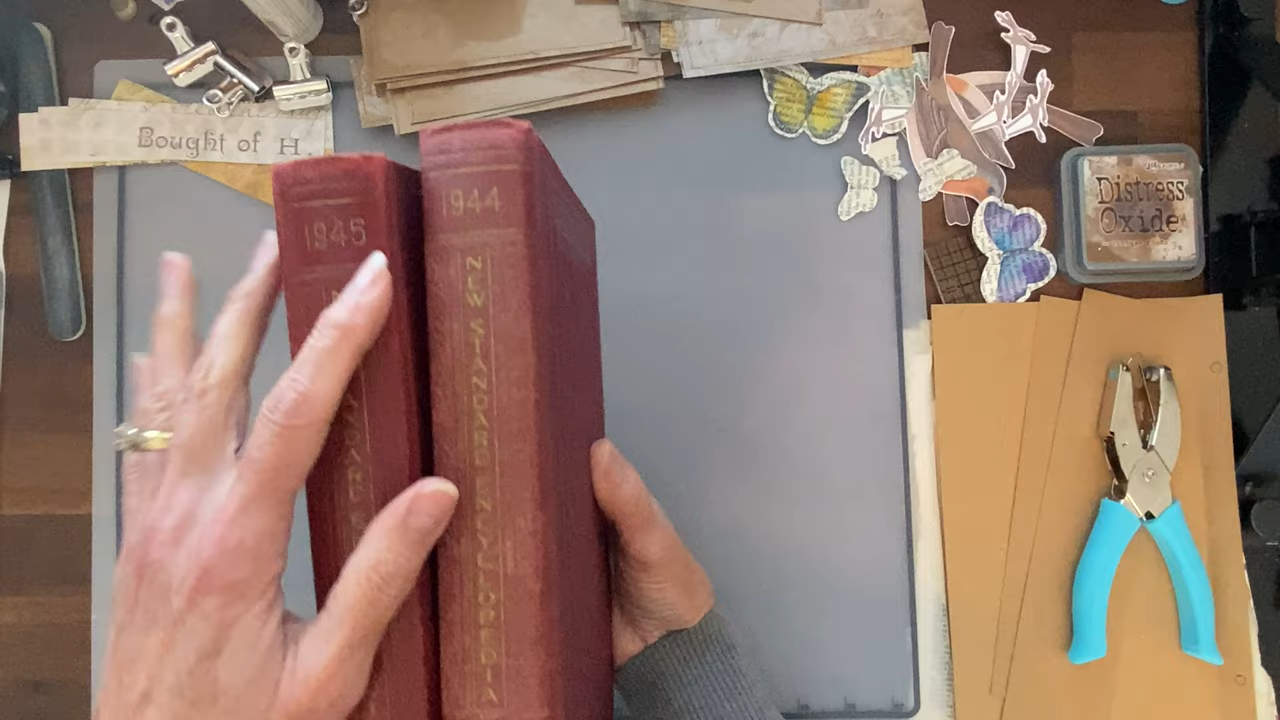 Bought of H.
1945
1944
NEW STANDARD ENCYCLOPEDIA
Distress
Oxide